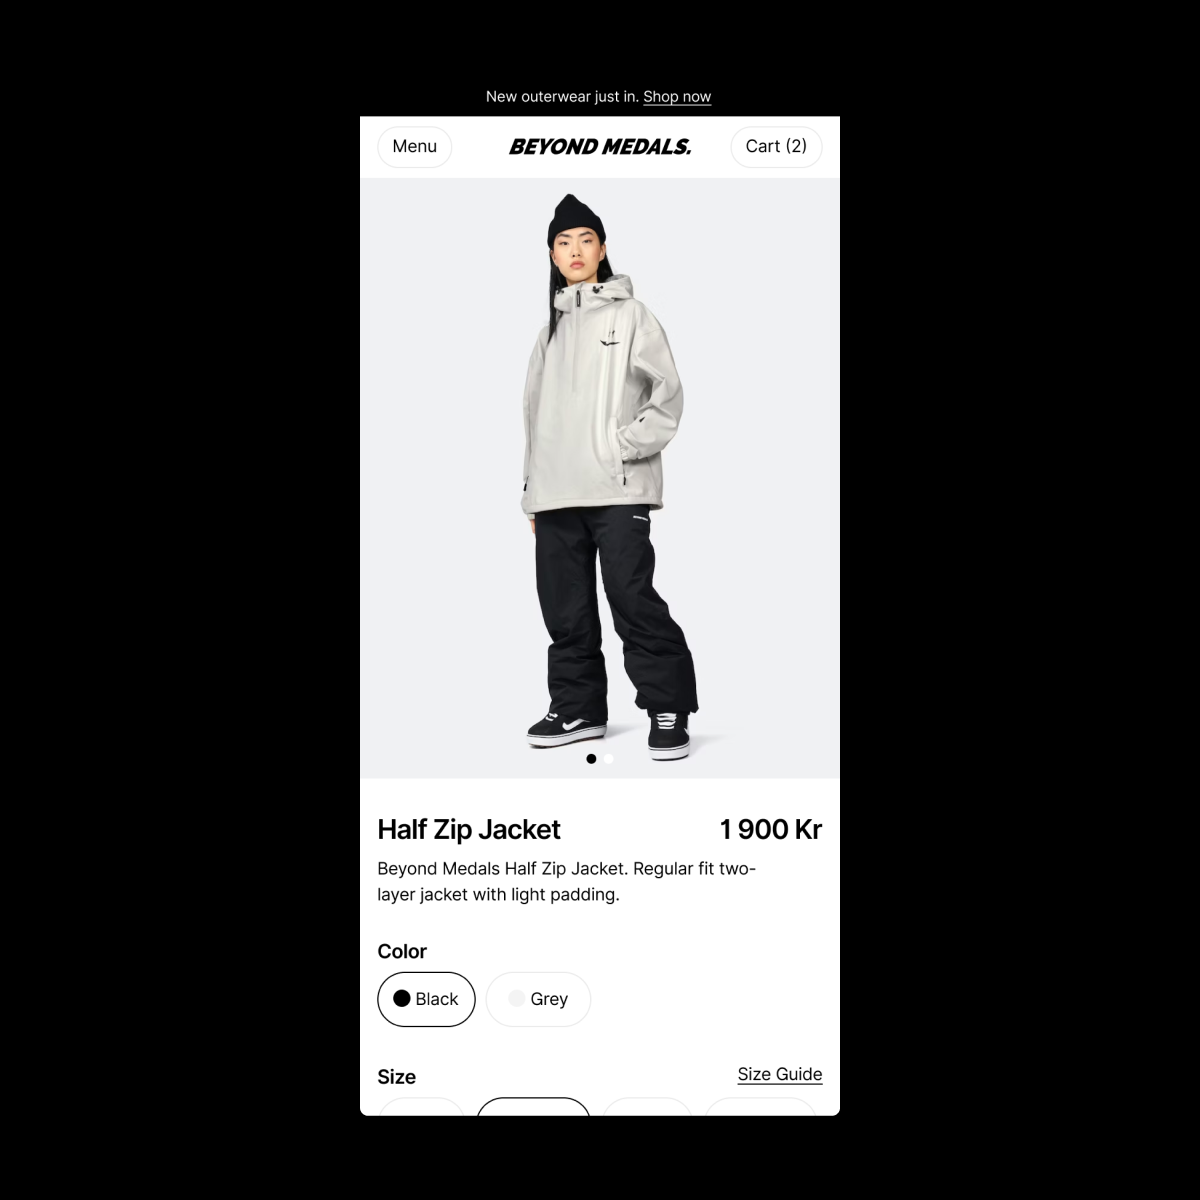 New outerwear just in. Shop now
Menu
BEYOND MEDALS.
Cart (2)
Half Zip Jacket
1 900 Kr
Beyond Medals Half Zip Jacket. Regular fit two-
layer jacket with light padding.
Color
Black
Grey
Size
Size Guide